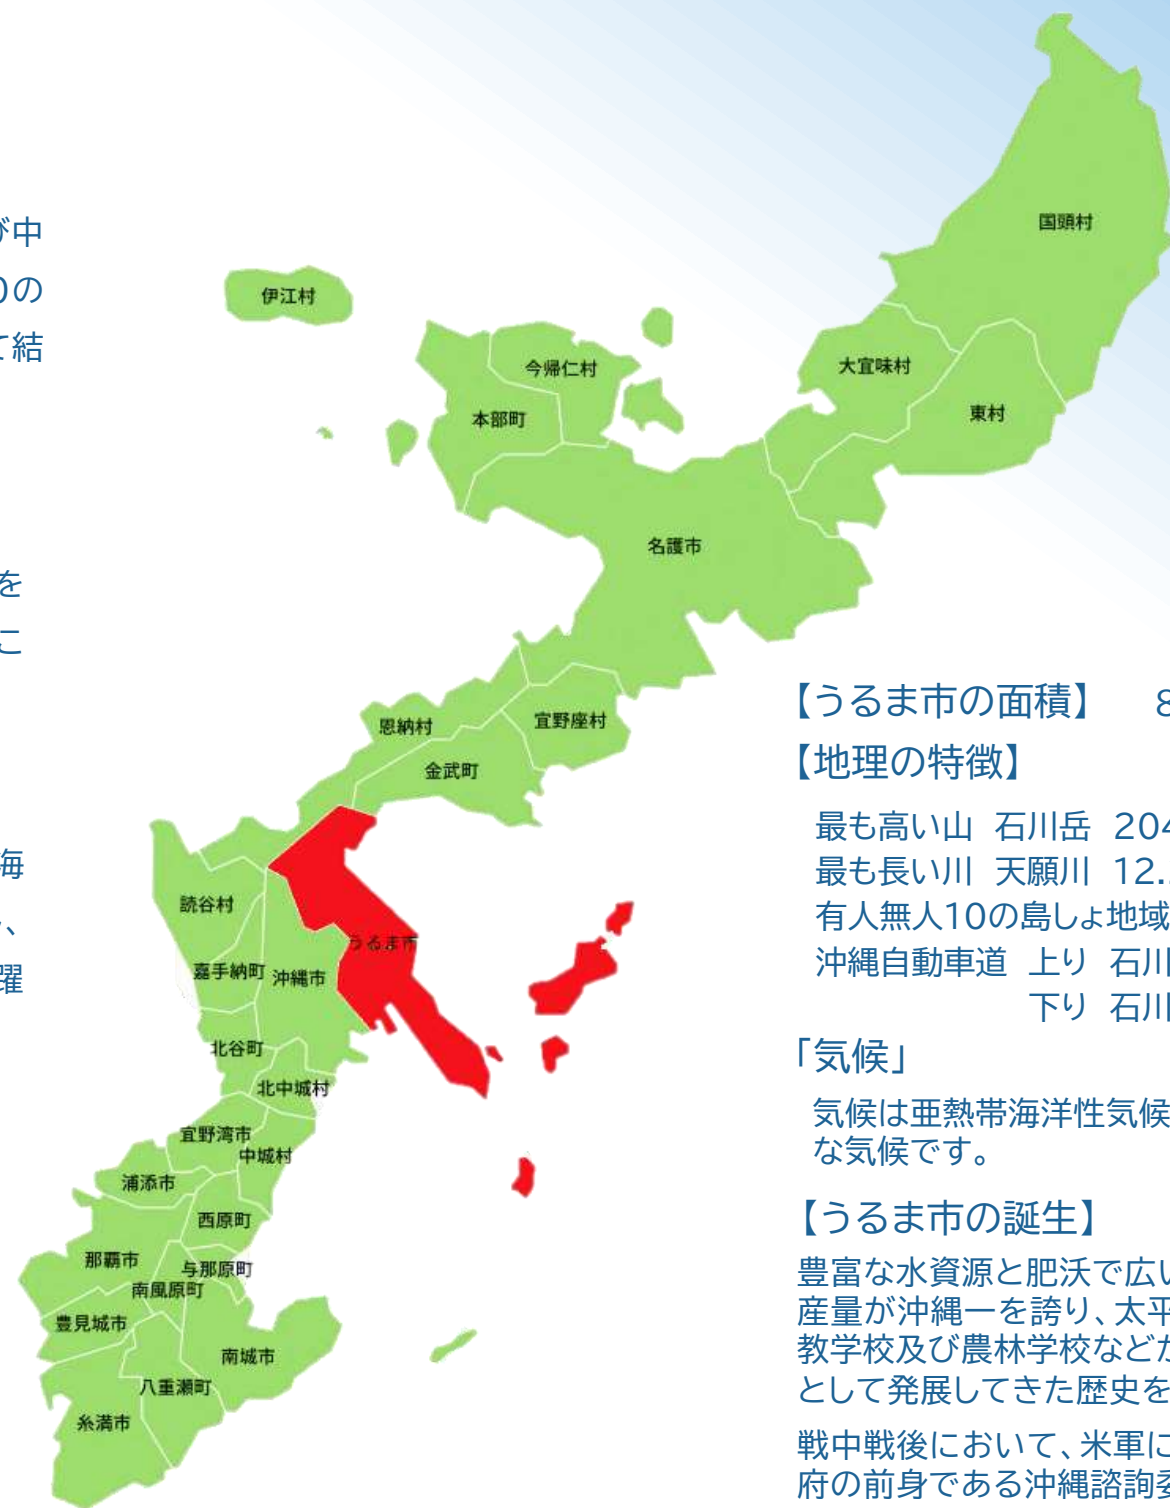 び中
0の
て結
を
こ
海
、
躍
国頭村
伊江村
今帰仁村
大宜味村
本部町
東村
名護市
恩納村
宜野座村
金武町
読谷村
うるま市
嘉手納町
沖縄市
北谷町
北中城村
宜野湾市
中城村
浦添市
西原町
那覇市
与那原町
南風原町
豊見城市
南城市
八重瀬町
糸満市
【うるま市の面積】 8
【地理の特徴】
最も高い山 石川岳 204
最も長い川 天願川 12.
有人無人10の島しょ地域
沖縄自動車道 上り 石川
下り 石川
「気候」
気候は亜熱帯海洋性気候
な気候です。
【うるま市の誕生】
豊富な水資源と肥沃で広い
産量が沖縄一を誇り、太平
教学校及び農林学校などが
として発展してきた歴史を
戦中戦後において、米軍に
府の前身である沖縄諮詢委